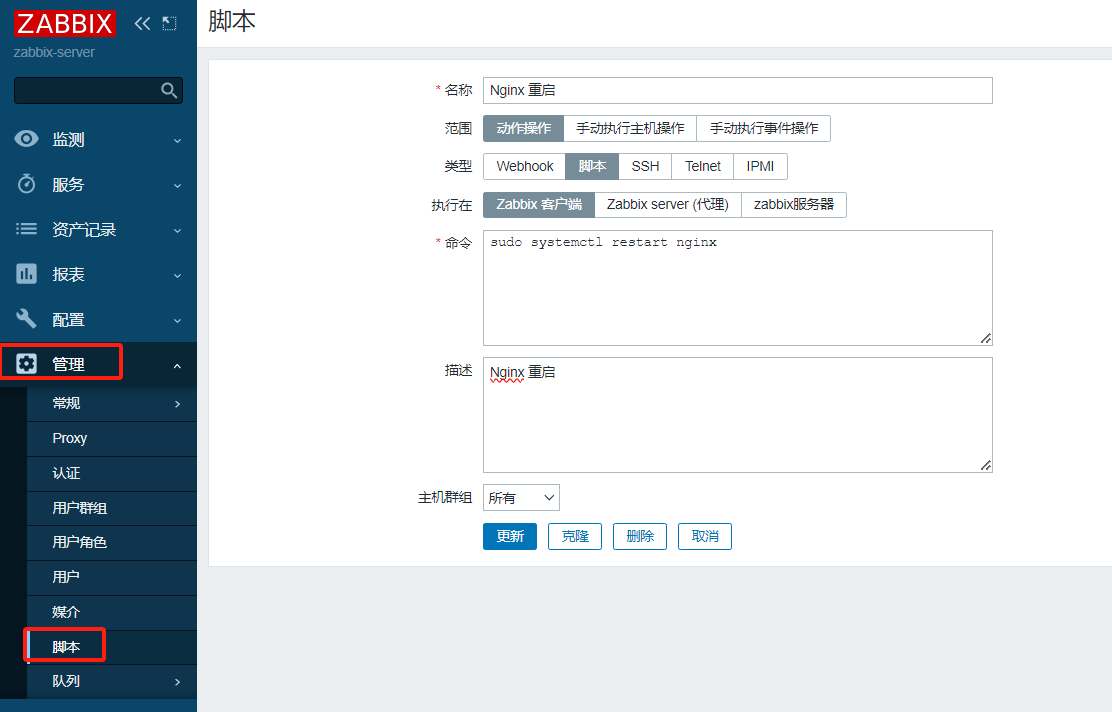 ZABBIX
zabbix-server
监测
服务
资产记录
报表
配置
管理
常规
Proxy
认证
用户群组
用户角色
用户
媒介
脚本
队列
脚本
* 名称 Nginx 重启
范围 动作操作 手动执行主机操作 手动执行事件操作
类型 Webhook 脚本 SSH Telnet IPMI
执行在 Zabbix 客户端 Zabbix server (代理) zabbix服务器
* 命令 sudo systemctl restart nginx
描述 Nginx 重启
主机群组 所有
更新 克隆 删除 取消